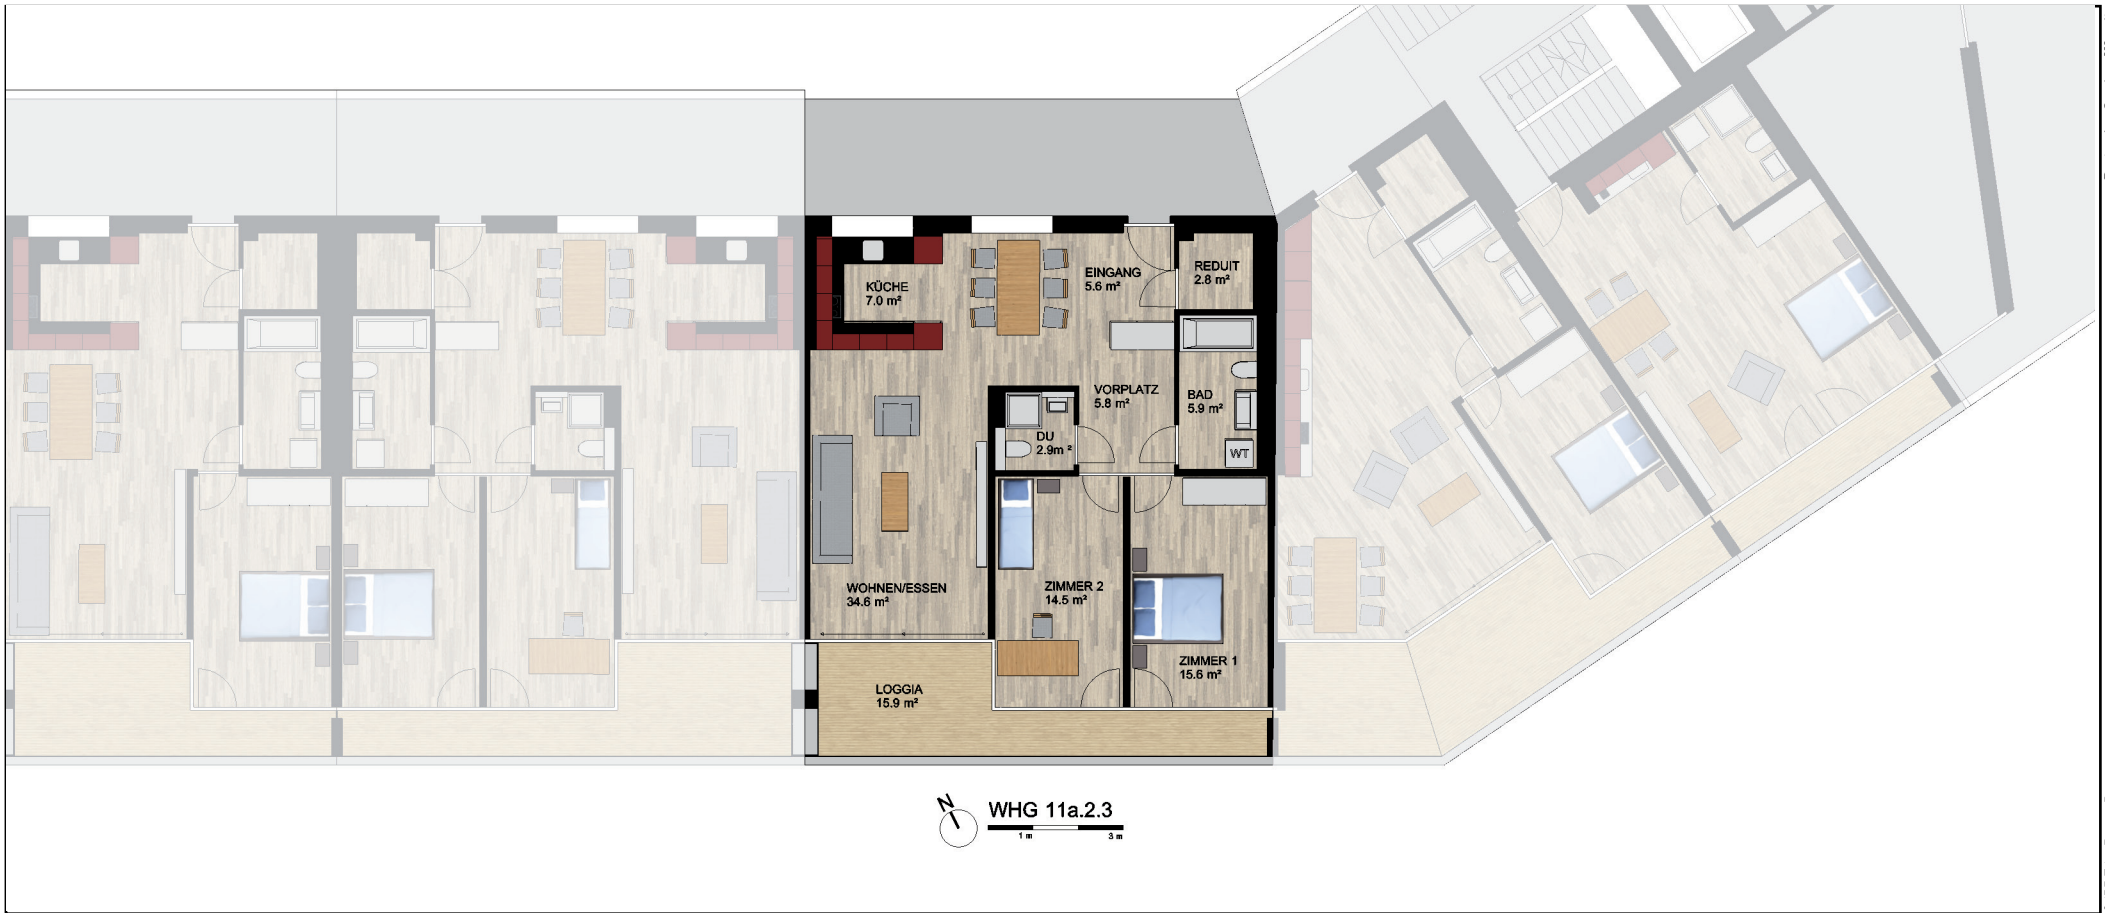 KÜCHE
7.0 m²
EINGANG
5.6 m²
REDUIT
2.8 m²
VORPLATZ
5.8 m²
BAD
5.9 m²
DU
2.9m ²
WT
WOHNEN/ESSEN
34.6 m²
ZIMMER 2
14.5 m²
ZIMMER 1
15.6 m²
LOGGIA
15.9 m²
N
WHG 11a.2.3
1 m
3 m